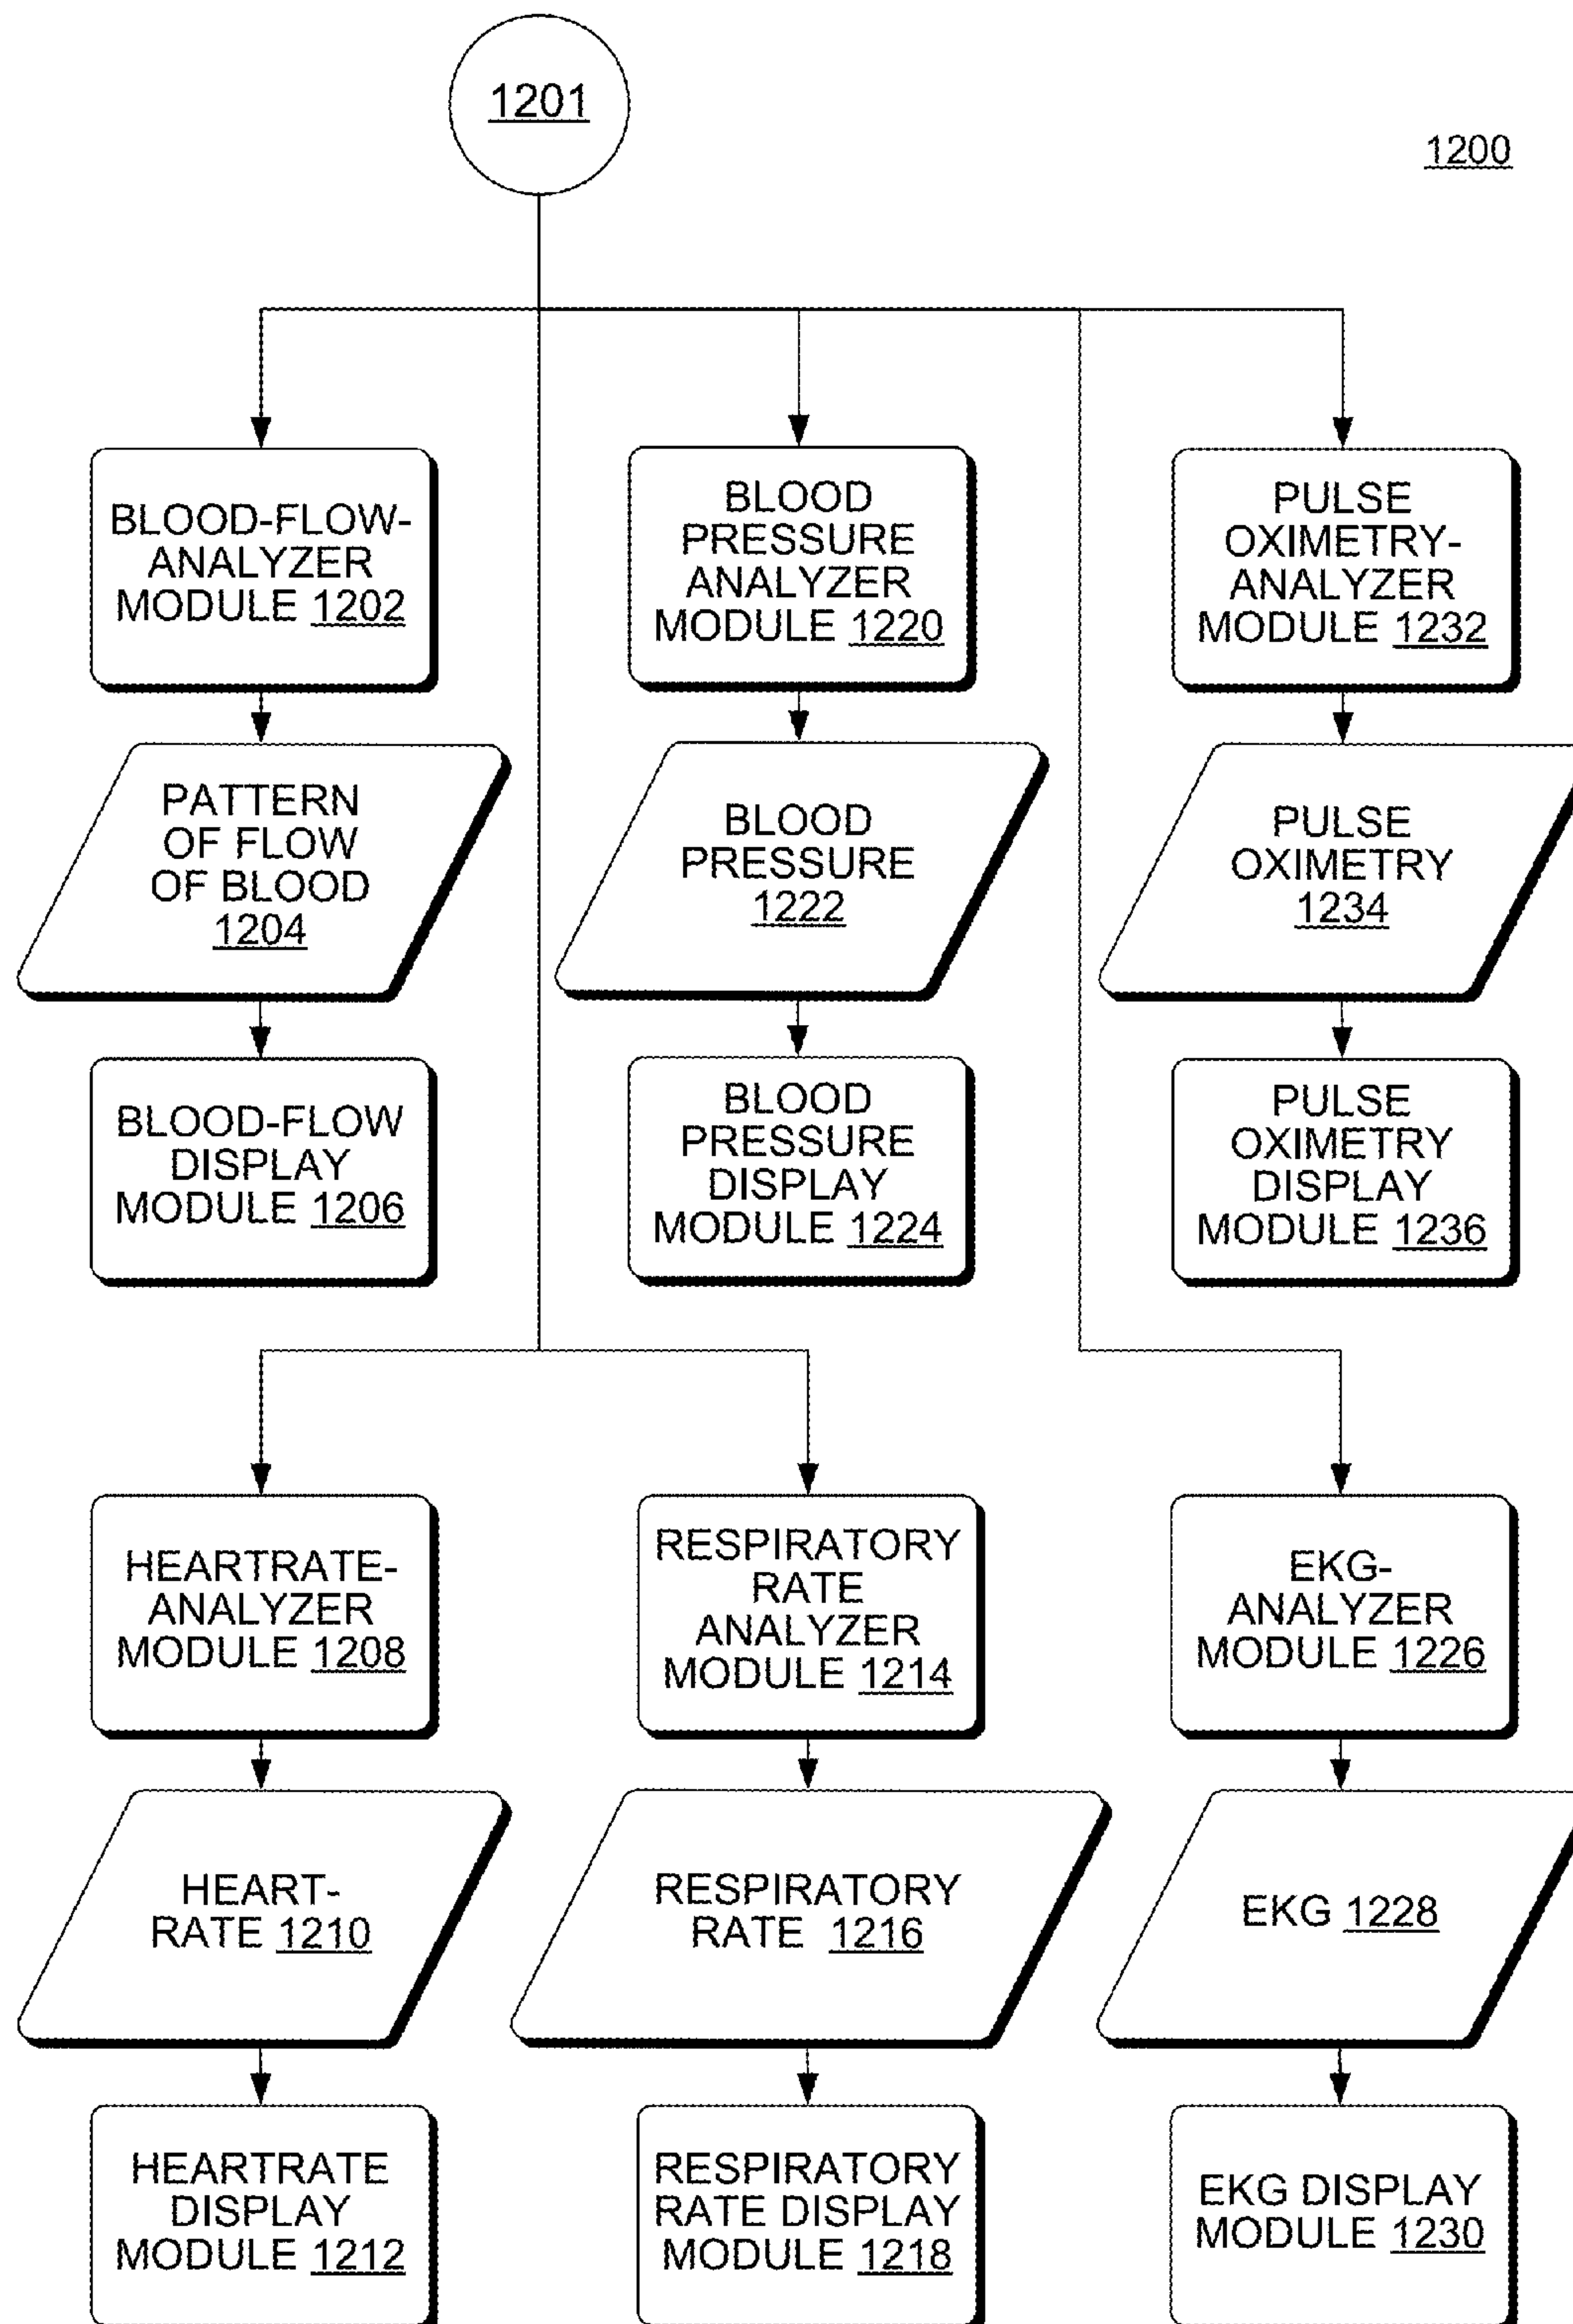 1201
1200
BLOOD-FLOW-
ANALYZER
MODULE 1202
BLOOD
PRESSURE
ANALYZER
MODULE 1220
PULSE
OXIMETRY-
ANALYZER
MODULE 1232
PATTERN
OF FLOW
OF BLOOD
1204
BLOOD
PRESSURE
1222
PULSE
OXIMETRY
1234
BLOOD-FLOW
DISPLAY
MODULE 1206
BLOOD
PRESSURE
DISPLAY
MODULE 1224
PULSE
OXIMETRY
DISPLAY
MODULE 1236
HEARTRATE-
ANALYZER
MODULE 1208
RESPIRATORY
RATE
ANALYZER
MODULE 1214
EKG-
ANALYZER
MODULE 1226
HEART-
RATE 1210
RESPIRATORY
RATE 1216
EKG 1228
HEARTRATE
DISPLAY
MODULE 1212
RESPIRATORY
RATE DISPLAY
MODULE 1218
EKG DISPLAY
MODULE 1230